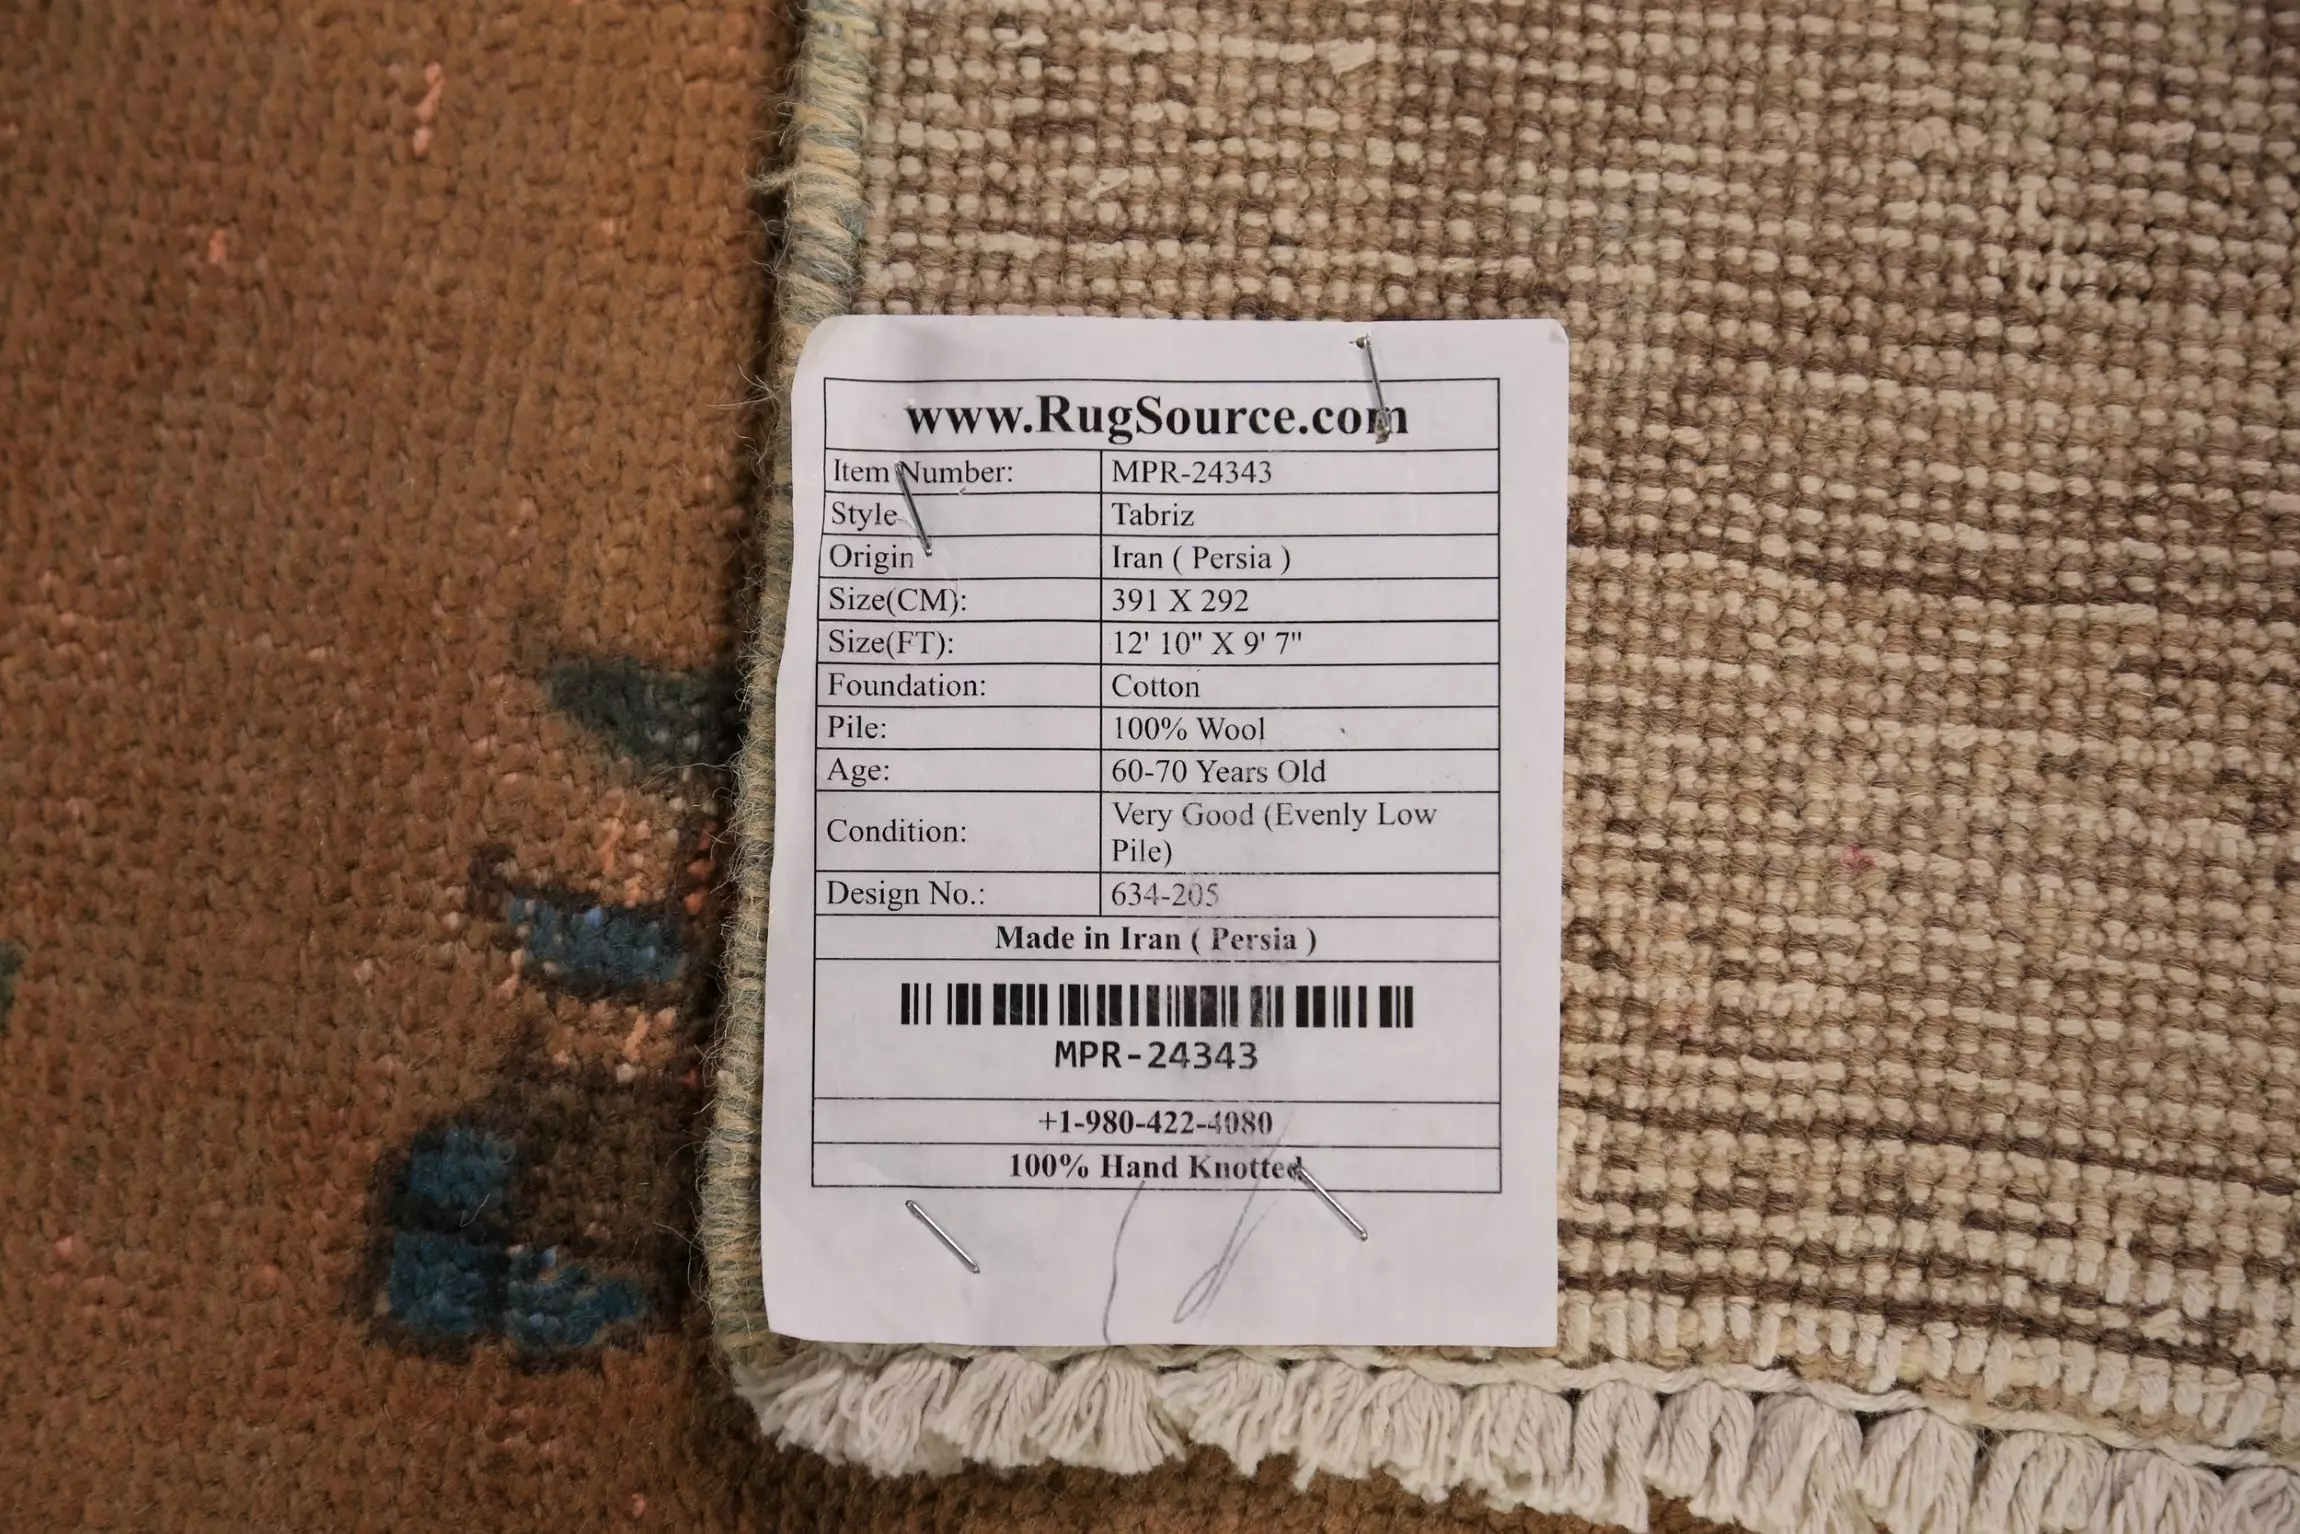 www.RugSource.com
Item Number: MPR-24343
Style Tabriz
Origin Iran ( Persia )
Size(CM): 391 X 292
Size(FT): 12' 10" X 9' 7"
Foundation: Cotton
Pile: 100% Wool
Age: 60-70 Years Old
Condition: Very Good (Evenly Low
Pile)
Design No.: 634-205
Made in Iran ( Persia )
MPR-24343
+1-980-422-4080
100% Hand Knotted